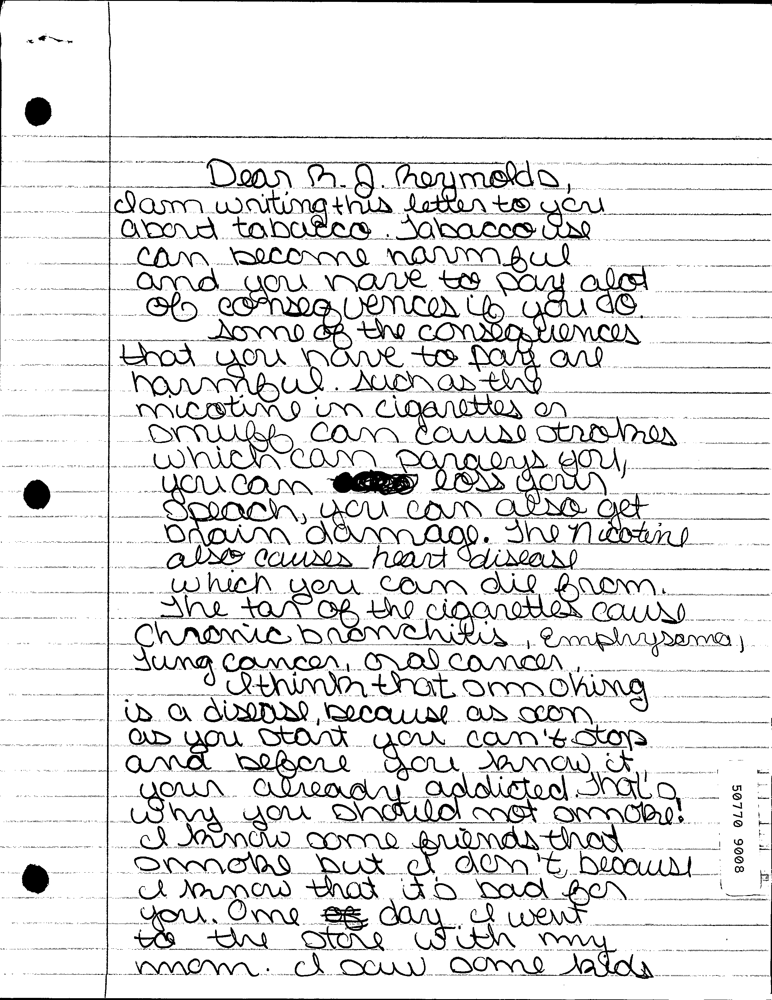 Dear R.J. Reynolds,
I am writing this letter to you
about tabacco. Tabacco use
can become harmful
and you have to pay alot
of consequences if you do.
Some of the consequences
that you have to pay are
harmful. Such as the
nicotine in cigarettes or
snuff can cause strokes
which can paraeys you,
you can loss your
Speach, you can also get
brain damage. The nicotine
also causes heart disease
which you can die from.
The tar of the cigarettes cause
Chronic bronchitis, Emphysema,
lung cancer, oral cancer,
I think that smoking
is a disease, because as soon
as you start you can't stop
and before you know it
your already addicted. That's
why you should not smoke!
I know some friends that
smoke but I don't, because
I know that it's bad for
you. One day I went
to the store with my
mom. I saw some kids
50770 9008